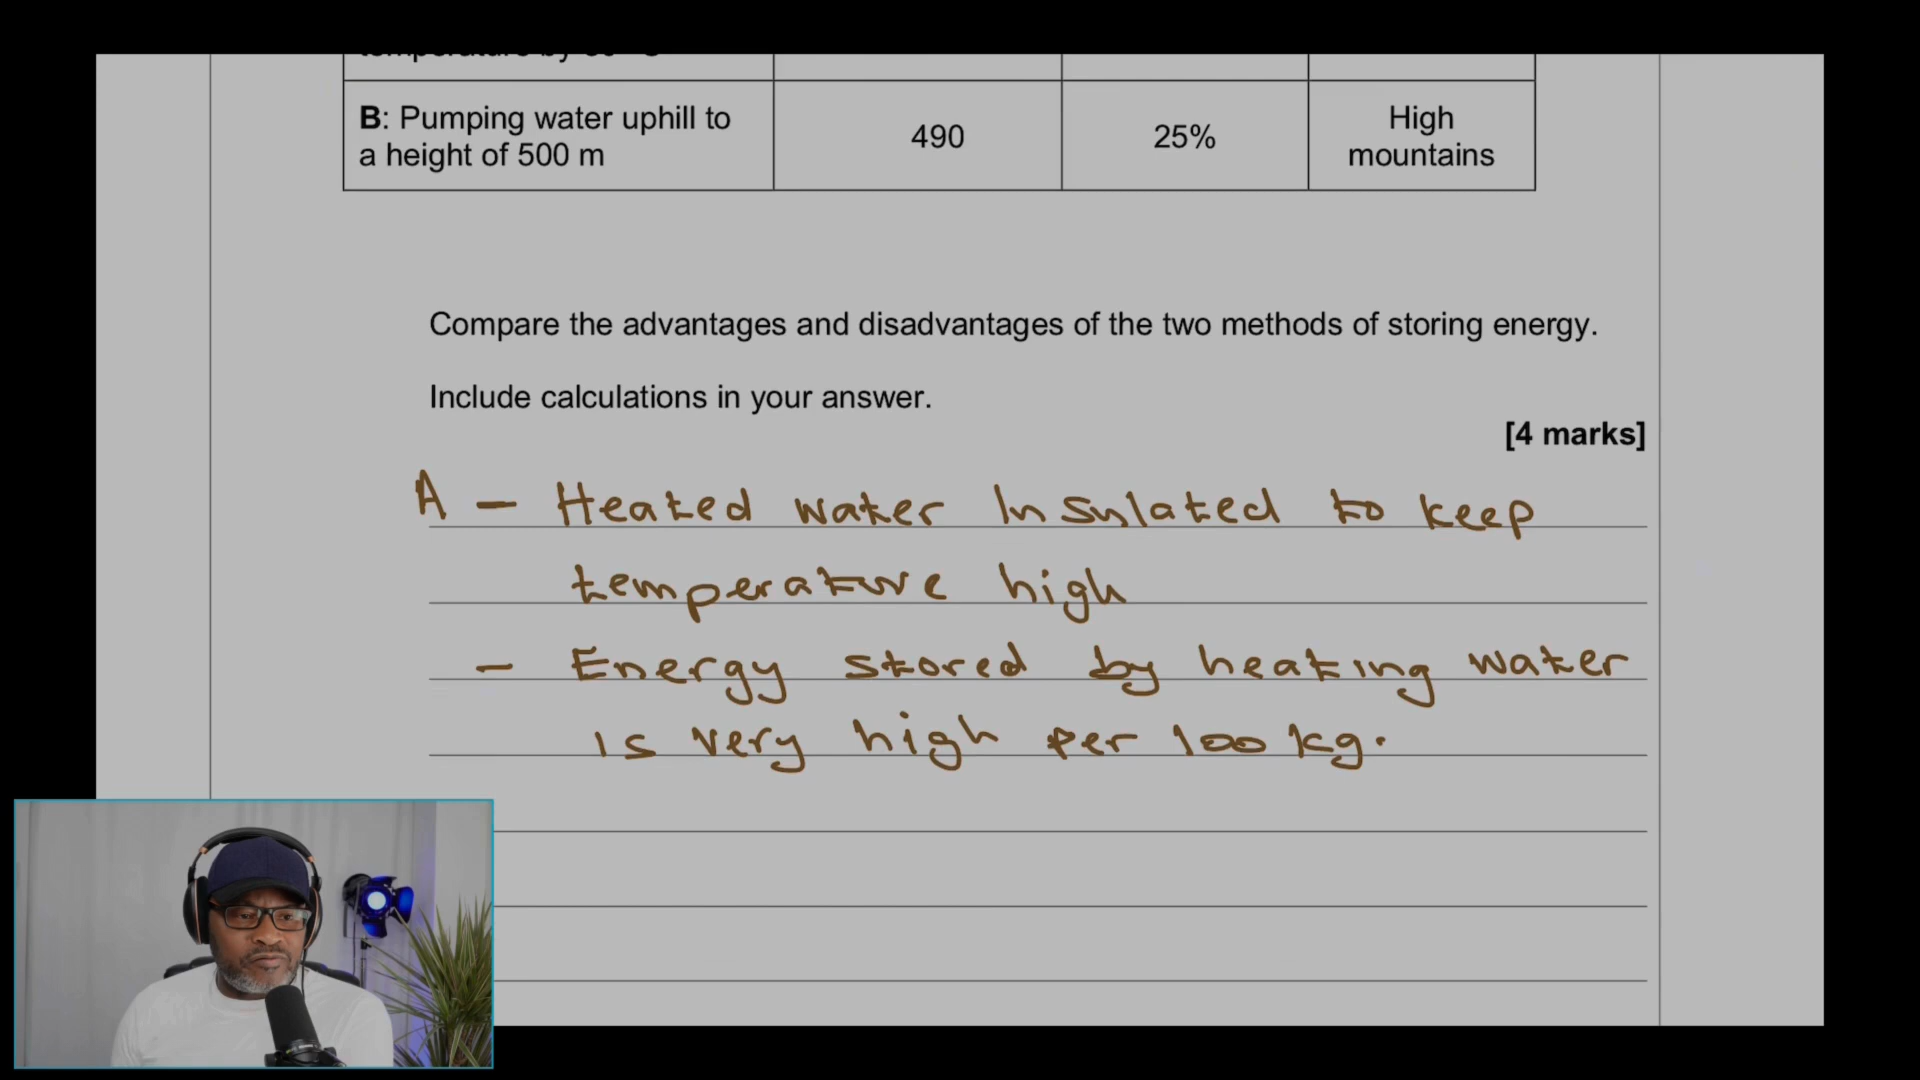 B: Pumping water uphill to
a height of 500 m
490
25%
High
mountains
Compare the advantages and disadvantages of the two methods of storing energy.
Include calculations in your answer.
[4 marks]
A – Heated water Insulated to keep
temperature high
– Energy stored by heating water
is very high per 100 kg.